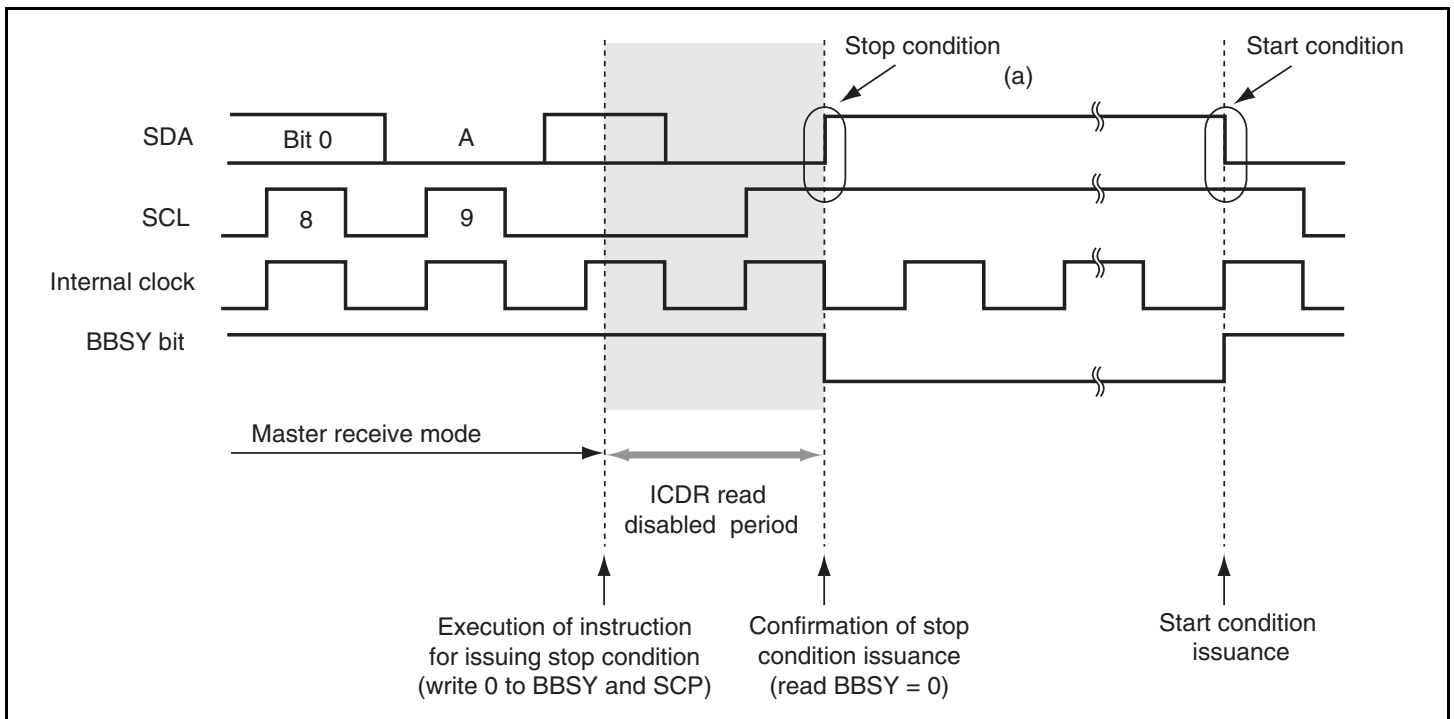 Stop condition
(a)
Start condition
SDA
Bit 0
A
SCL
8
9
Internal clock
BBSY bit
Master receive mode
ICDR read
disabled period
Execution of instruction
for issuing stop condition
(write 0 to BBSY and SCP)
Confirmation of stop
condition issuance
(read BBSY = 0)
Start condition
issuance